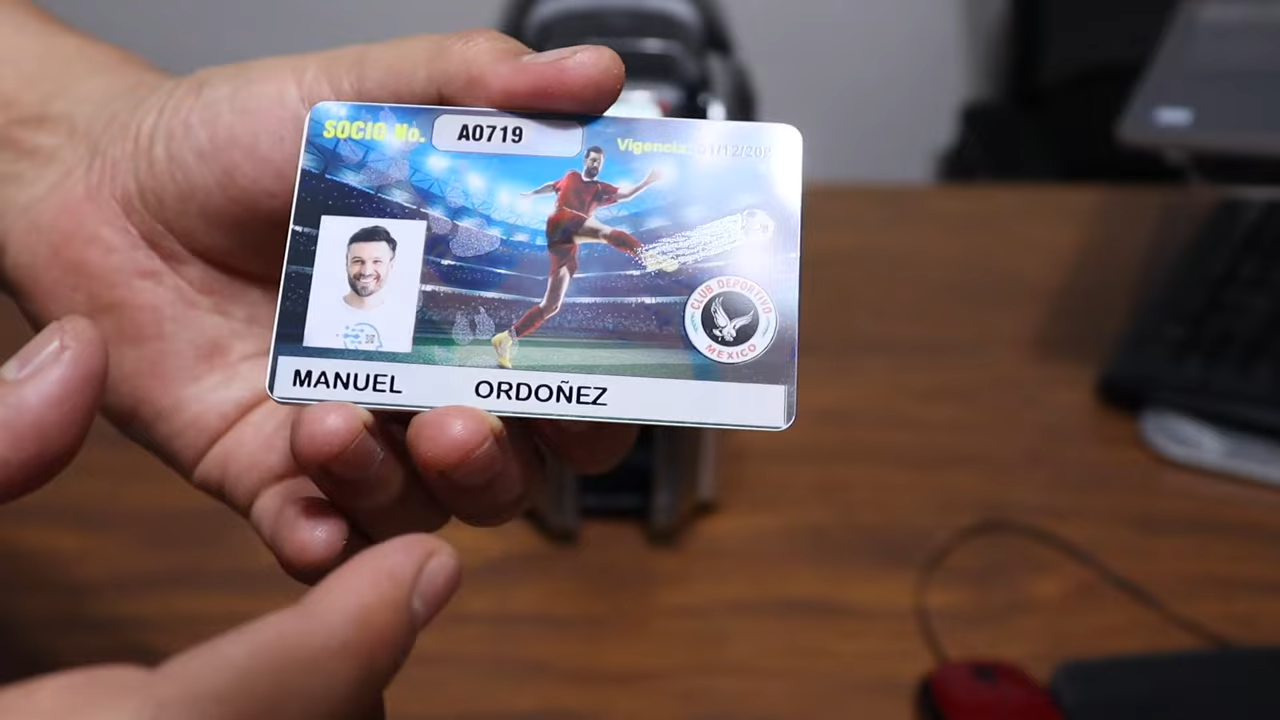 SOCIO No. A0719
Vigencia:
CLUB DEPORTIVO
MEXICO
MANUEL ORDOÑEZ